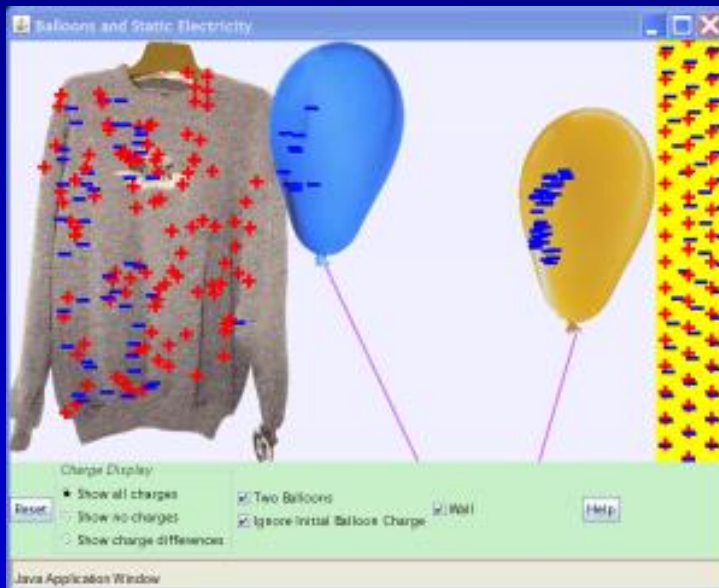 Balloons and Static Electricity
Charge Display
Show all charges
Show no charges
Show charge differences
Reset
Two Balloons
Ignore Initial Balloon Charge
Wall
Help
Java Application Window